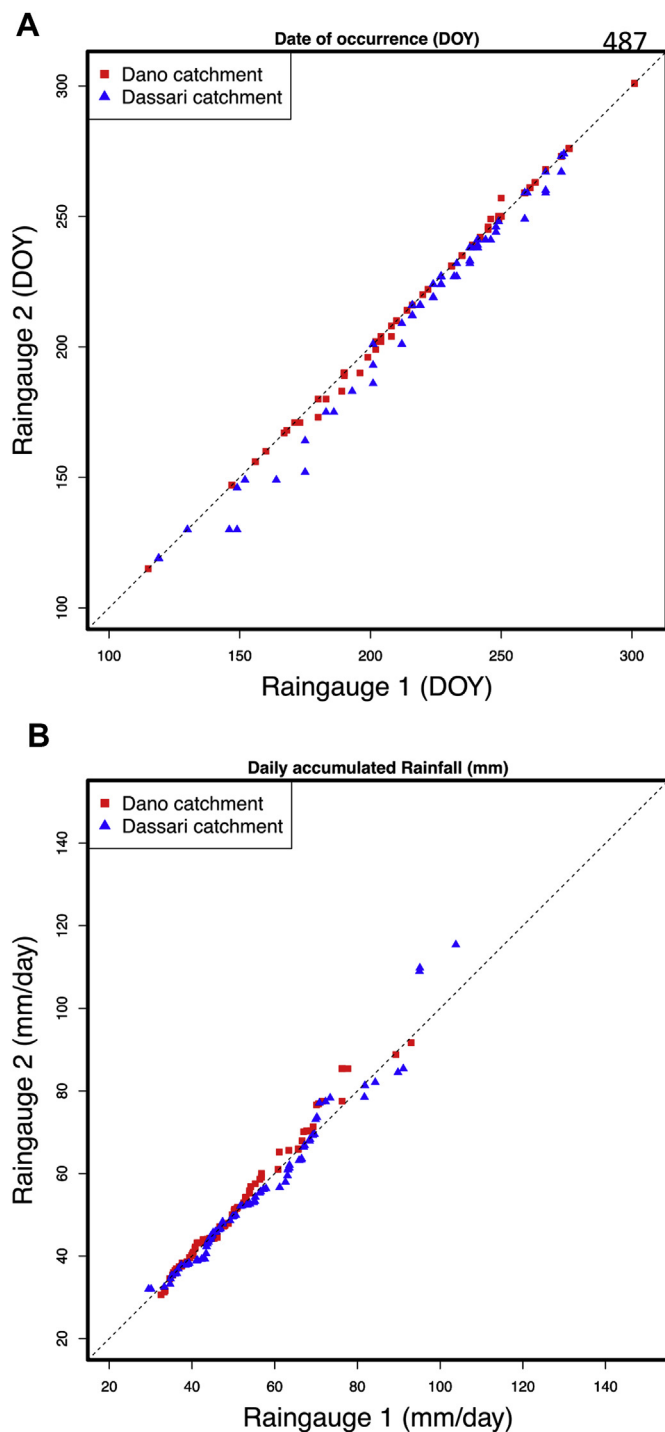 A
Date of occurrence (DOY)
487
Dano catchment
Dassari catchment
300
250
200
150
100
Raingauge 2 (DOY)
100 150 200 250 300
Raingauge 1 (DOY)
B
Daily accumulated Rainfall (mm)
Dano catchment
Dassari catchment
140
120
100
80
60
40
20
Raingauge 2 (mm/day)
20 40 60 80 100 120 140
Raingauge 1 (mm/day)